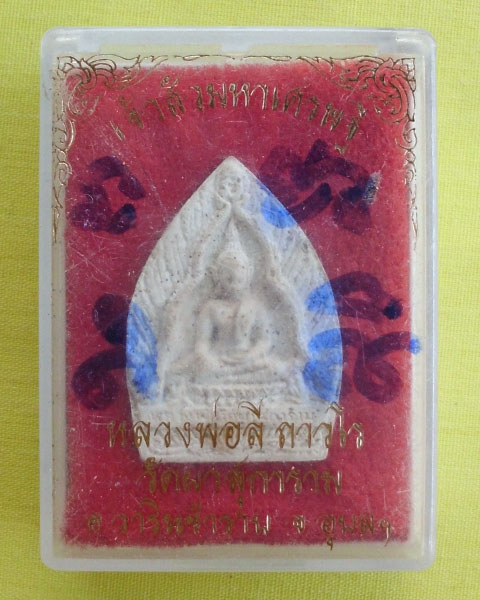 เจ้าสัวมหาเศรษฐี
หลวงพ่อลี ถาวโร
วัดผาสุการาม
อ.วารินชำราบ จ.อุบลฯ